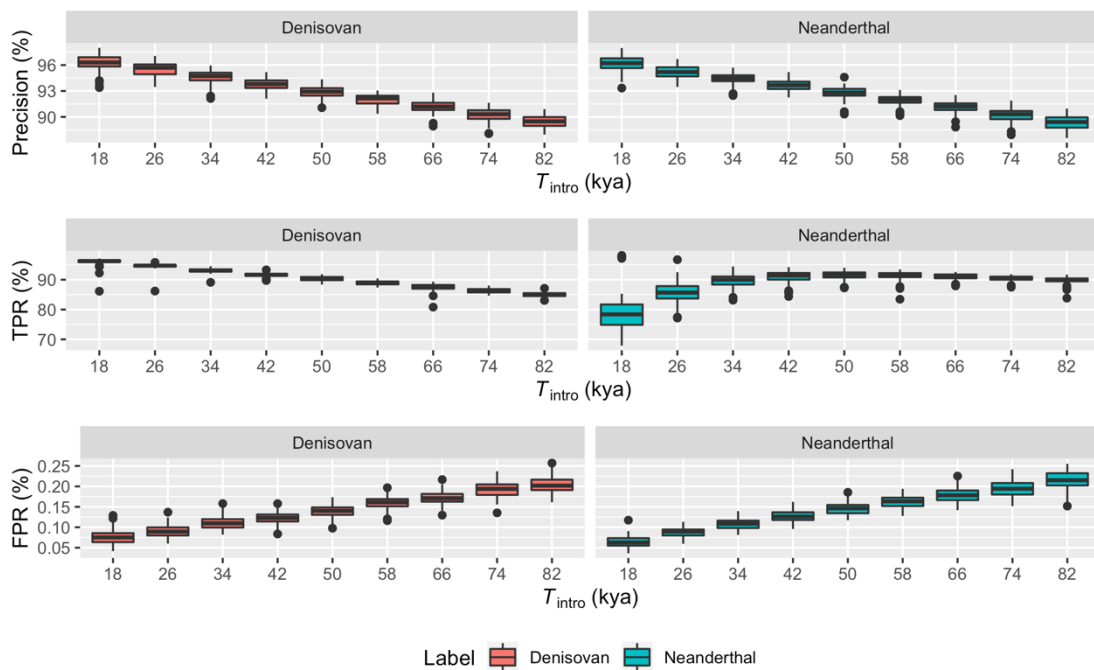 Denisovan Neanderthal
Precision (%)
96
93
90
18 26 34 42 50 58 66 74 82 18 26 34 42 50 58 66 74 82
Tintro (kya)
Denisovan Neanderthal
TPR (%)
90
80
70
18 26 34 42 50 58 66 74 82 18 26 34 42 50 58 66 74 82
Denisovan Neanderthal
FPR (%)
0.25
0.20
0.15
0.10
0.05
18 26 34 42 50 58 66 74 82 18 26 34 42 50 58 66 74 82
Tintro (kya)
Label Denisovan Neanderthal